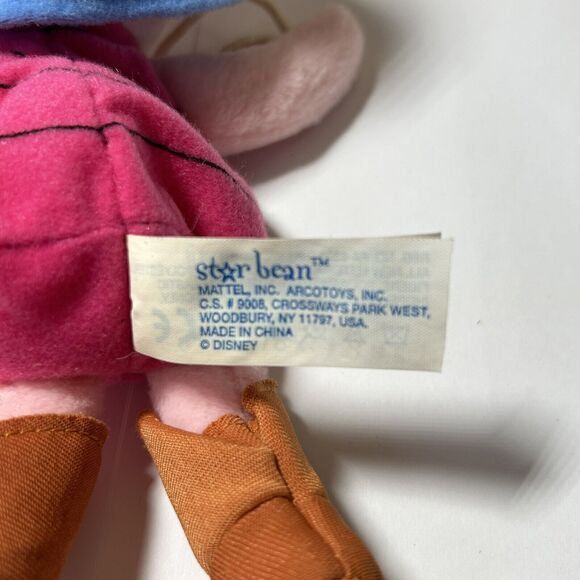 star bean™
MATTEL, INC. ARCOTOYS, INC.
C.S. # 9008, CROSSWAYS PARK WEST,
WOODBURY, NY 11797, USA.
MADE IN CHINA
© DISNEY